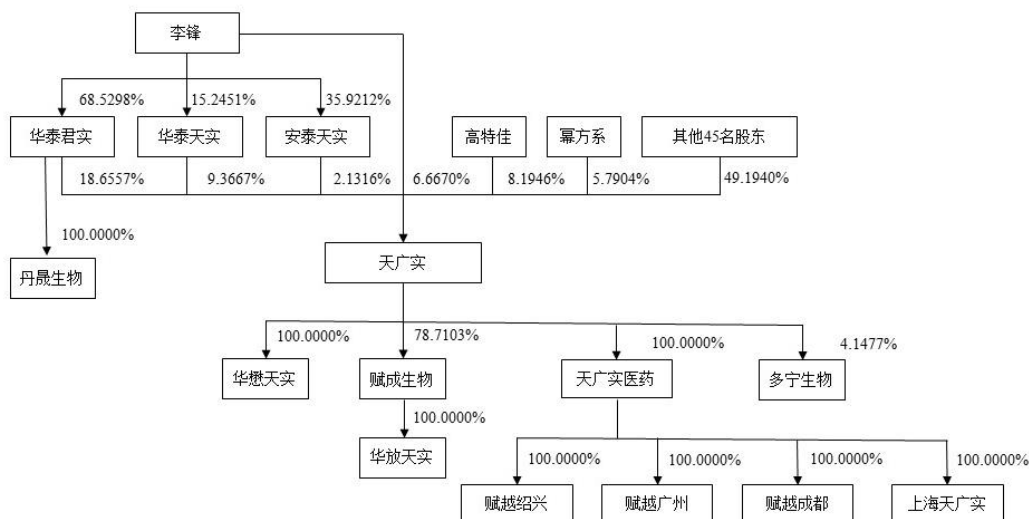 李锋
68.5298%
15.2451%
35.9212%
华泰君实
华泰天实
安泰天实
高特佳
幂方系
其他45名股东
18.6557%
9.3667%
2.1316%
6.6670%
8.1946%
5.7904%
49.1940%
100.0000%
丹晟生物
天广实
100.0000%
78.7103%
100.0000%
4.1477%
华懋天实
赋成生物
天广实医药
多宁生物
100.0000%
华放天实
100.0000%
100.0000%
100.0000%
100.0000%
赋越绍兴
赋越广州
赋越成都
上海天广实